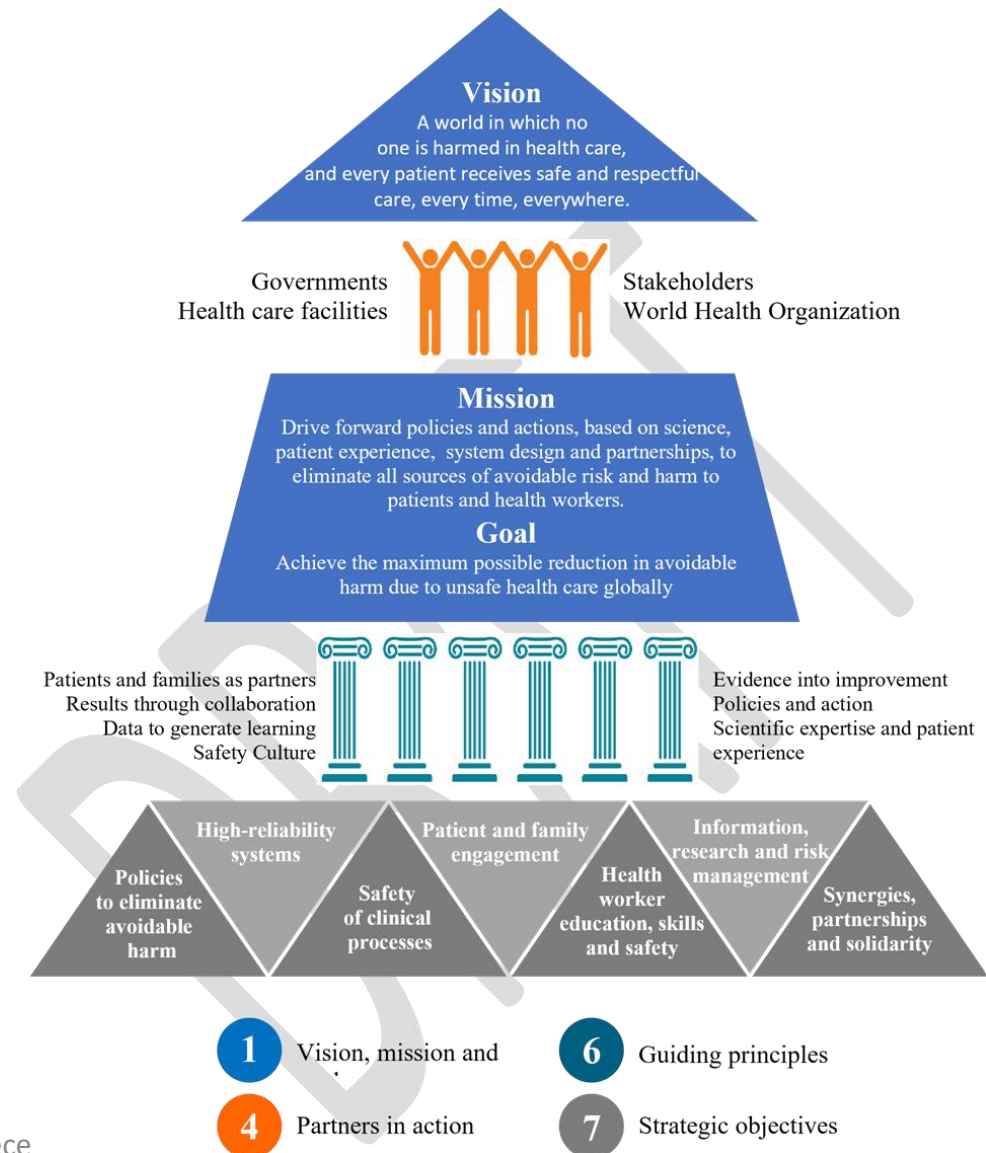 Vision
A world in which no
one is harmed in health care,
and every patient receives safe and respectful
care, every time, everywhere.
Governments
Health care facilities
Stakeholders
World Health Organization
Mission
Drive forward policies and actions, based on science,
patient experience, system design and partnerships, to
eliminate all sources of avoidable risk and harm to
patients and health workers.
Goal
Achieve the maximum possible reduction in avoidable
harm due to unsafe health care globally
Patients and families as partners
Results through collaboration
Data to generate learning
Safety Culture
Evidence into improvement
Policies and action
Scientific expertise and patient
experience
Policies
to eliminate
avoidable
harm
High-reliability
systems
Safety
of clinical
processes
Patient and family
engagement
Health
worker
education, skills
and safety
Information,
research and risk
management
Synergies,
partnerships
and solidarity
DRAFT
1 Vision, mission and
6 Guiding principles
4 Partners in action
7 Strategic objectives